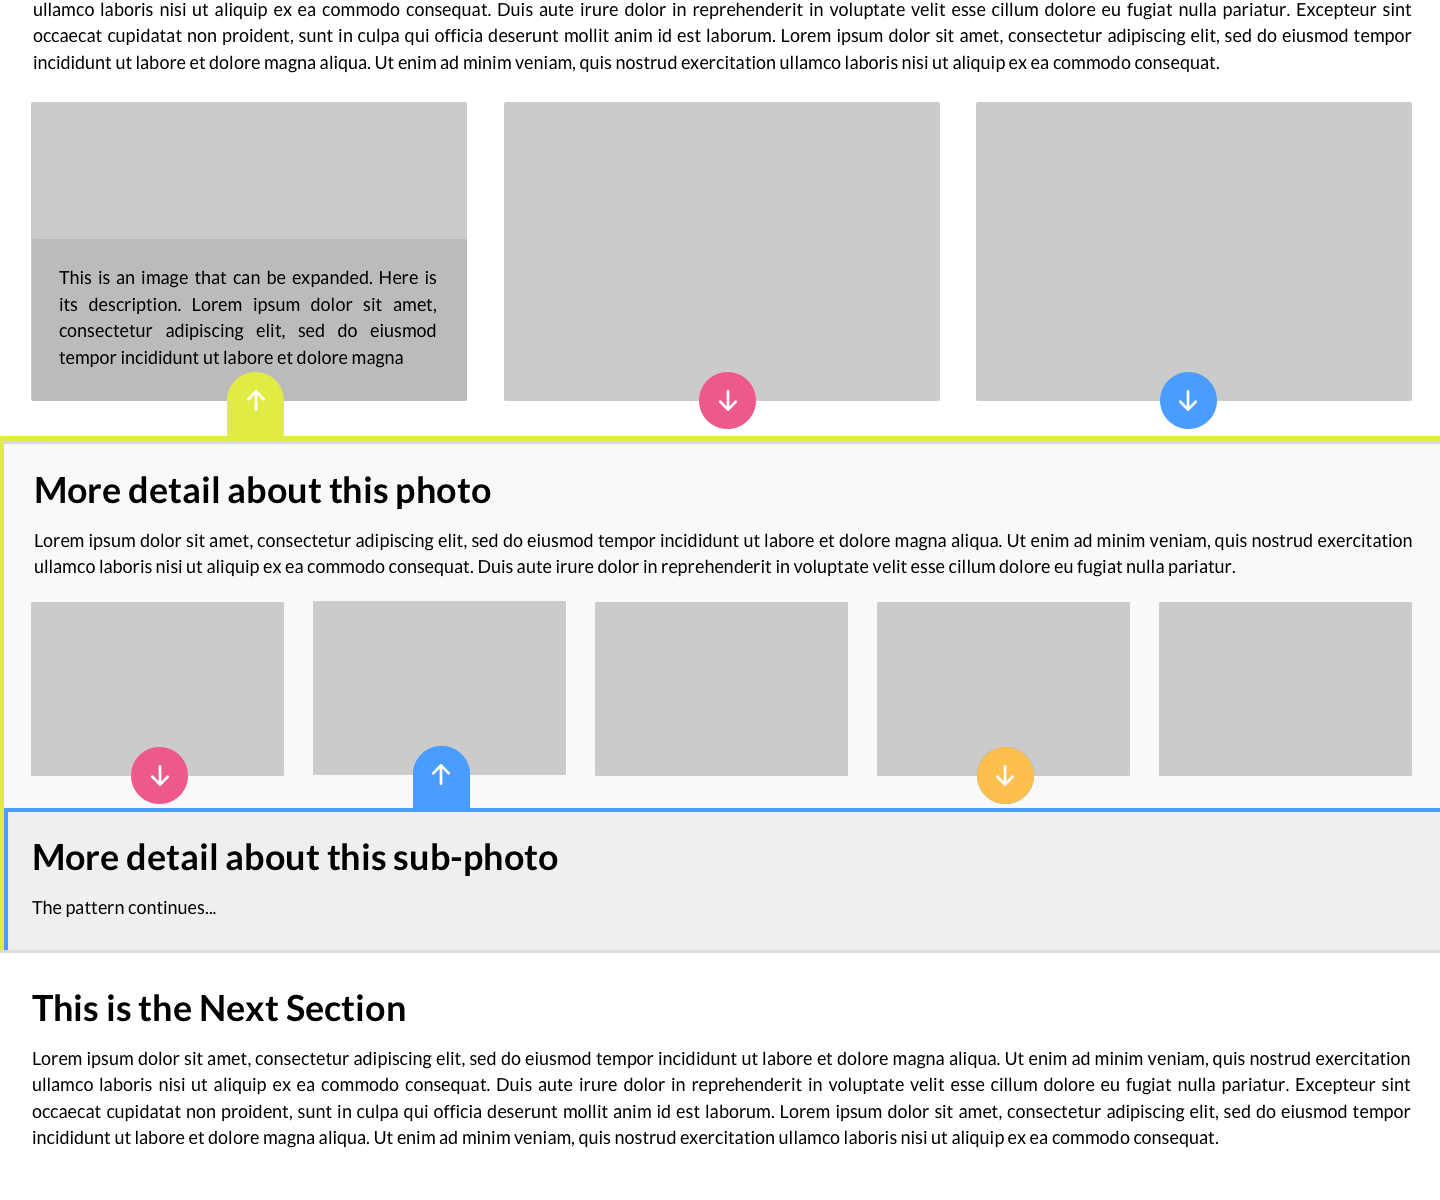 ullamco laboris nisi ut aliquip ex ea commodo consequat. Duis aute irure dolor in reprehenderit in voluptate velit esse cillum dolore eu fugiat nulla pariatur. Excepteur sint
occaecat cupidatat non proident, sunt in culpa qui officia deserunt mollit anim id est laborum. Lorem ipsum dolor sit amet, consectetur adipiscing elit, sed do eiusmod tempor
incididunt ut labore et dolore magna aliqua. Ut enim ad minim veniam, quis nostrud exercitation ullamco laboris nisi ut aliquip ex ea commodo consequat.
This is an image that can be expanded. Here is
its description. Lorem ipsum dolor sit amet,
consectetur adipiscing elit, sed do eiusmod
tempor incididunt ut labore et dolore magna
More detail about this photo
Lorem ipsum dolor sit amet, consectetur adipiscing elit, sed do eiusmod tempor incididunt ut labore et dolore magna aliqua. Ut enim ad minim veniam, quis nostrud exercitation
ullamco laboris nisi ut aliquip ex ea commodo consequat. Duis aute irure dolor in reprehenderit in voluptate velit esse cillum dolore eu fugiat nulla pariatur.
More detail about this sub-photo
The pattern continues...
This is the Next Section
Lorem ipsum dolor sit amet, consectetur adipiscing elit, sed do eiusmod tempor incididunt ut labore et dolore magna aliqua. Ut enim ad minim veniam, quis nostrud exercitation
ullamco laboris nisi ut aliquip ex ea commodo consequat. Duis aute irure dolor in reprehenderit in voluptate velit esse cillum dolore eu fugiat nulla pariatur. Excepteur sint
occaecat cupidatat non proident, sunt in culpa qui officia deserunt mollit anim id est laborum. Lorem ipsum dolor sit amet, consectetur adipiscing elit, sed do eiusmod tempor
incididunt ut labore et dolore magna aliqua. Ut enim ad minim veniam, quis nostrud exercitation ullamco laboris nisi ut aliquip ex ea commodo consequat.